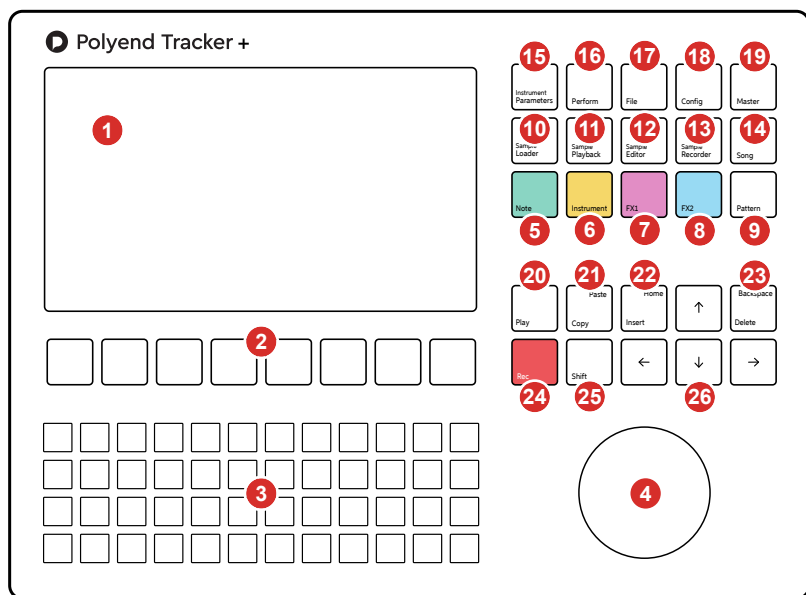 Polyend Tracker +
15 16 17 18 19
Instrument
Parameters Perform File Config Master
1
10 11 12 13 14
Sample Sample Sample Sample
Loader Playback Editor Recorder Song
Note Instrument FX1 FX2 Pattern
5 6 7 8 9
20 21 22 23
Paste Home Backspace
Play Copy Insert ↑ Delete
2
Rec Shift ← ↓ →
24 25 26
3 4